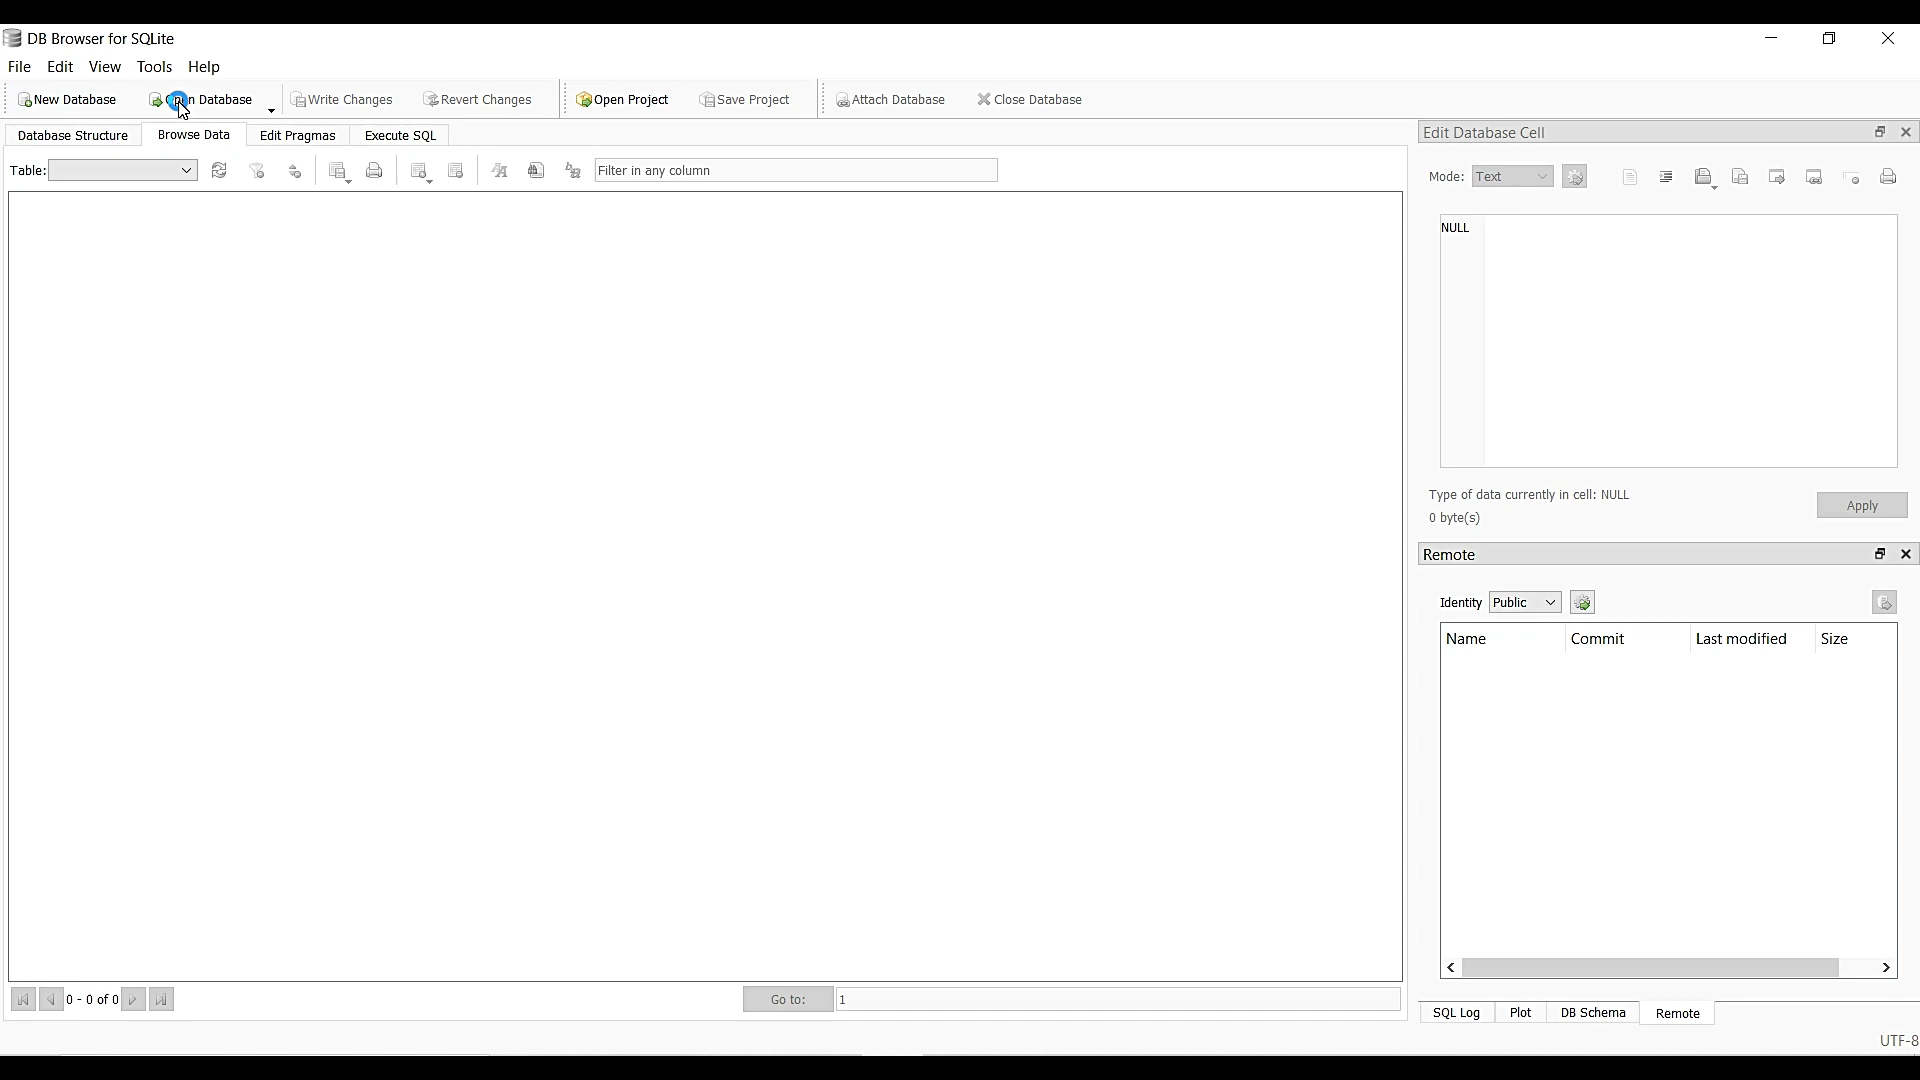 DB Browser for SQLite
File Edit View Tools Help
New Database Open Database Write Changes Revert Changes Open Project Save Project Attach Database Close Database
Database Structure Browse Data Edit Pragmas Execute SQL
Table: Filter in any column
0 - 0 of 0 Go to: 1
Edit Database Cell
Mode: Text
NULL
Type of data currently in cell: NULL
0 byte(s)
Apply
Remote
Identity Public
Name Commit Last modified Size
SQL Log Plot DB Schema Remote
UTF-8